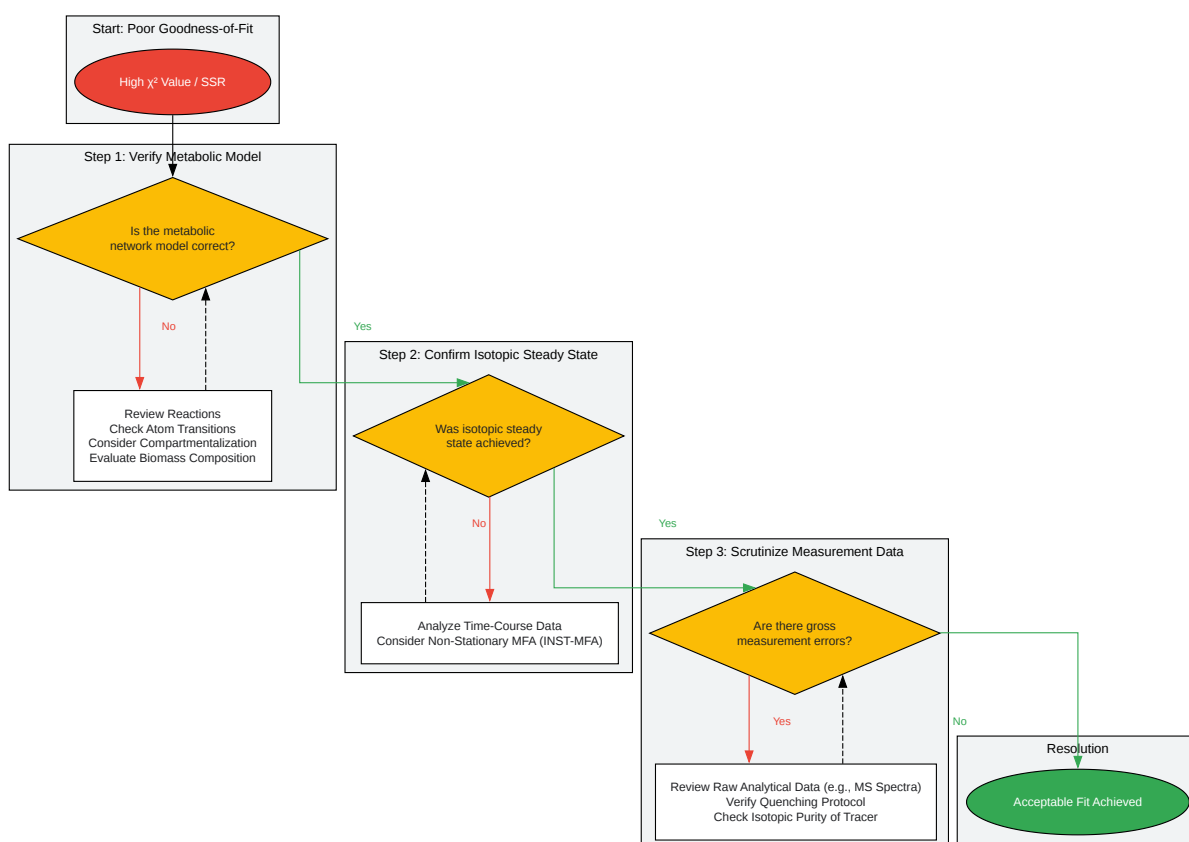 Start: Poor Goodness-of-Fit
High χ² Value / SSR
Step 1: Verify Metabolic Model
Is the metabolic
network model correct?
No
Yes
Review Reactions
Check Atom Transitions
Consider Compartmentalization
Evaluate Biomass Composition
Step 2: Confirm Isotopic Steady State
Was isotopic steady
state achieved?
No
Yes
Analyze Time-Course Data
Consider Non-Stationary MFA (INST-MFA)
Step 3: Scrutinize Measurement Data
Are there gross
measurement errors?
Yes
No
Review Raw Analytical Data (e.g., MS Spectra)
Verify Quenching Protocol
Check Isotopic Purity of Tracer
Resolution
Acceptable Fit Achieved